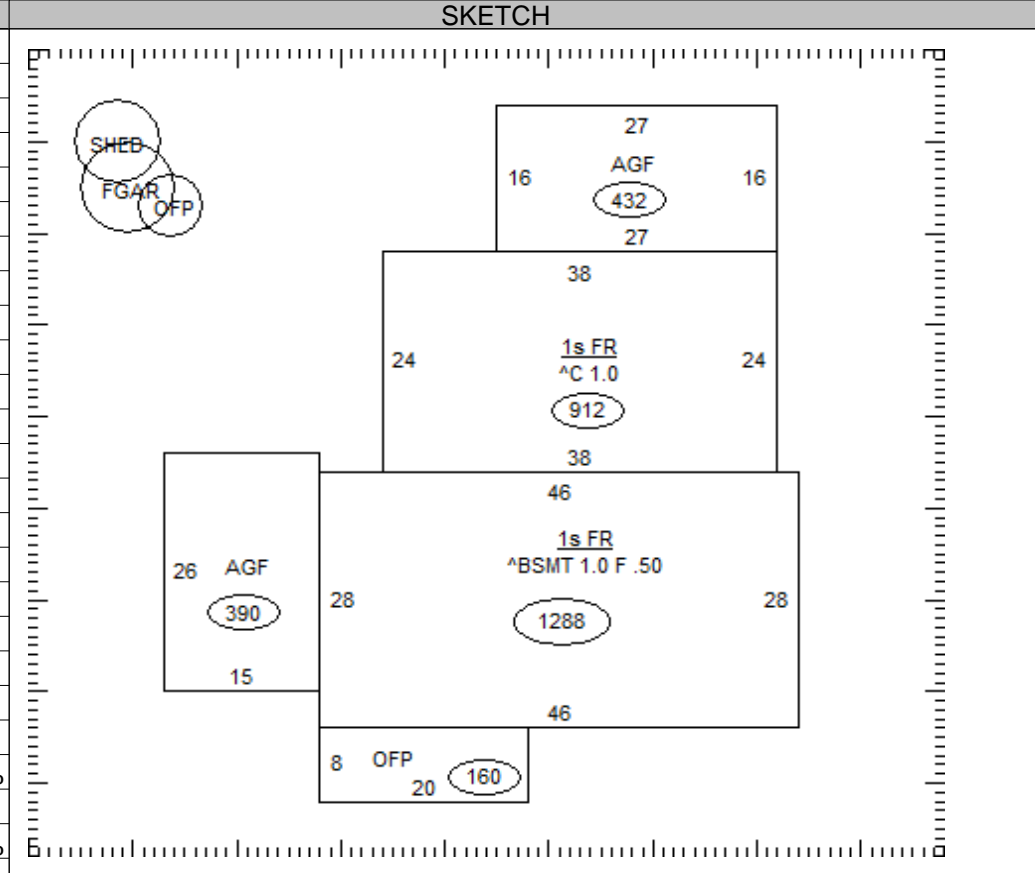 SKETCH
SHED
FGAR
OFP
27
AGF
16 16
432
27
38
1s FR
24 24
^C 1.0
912
38
46
1s FR
^BSMT 1.0 F .50
26 AGF
28 28
390
1288
15
46
8 OFP 160
20